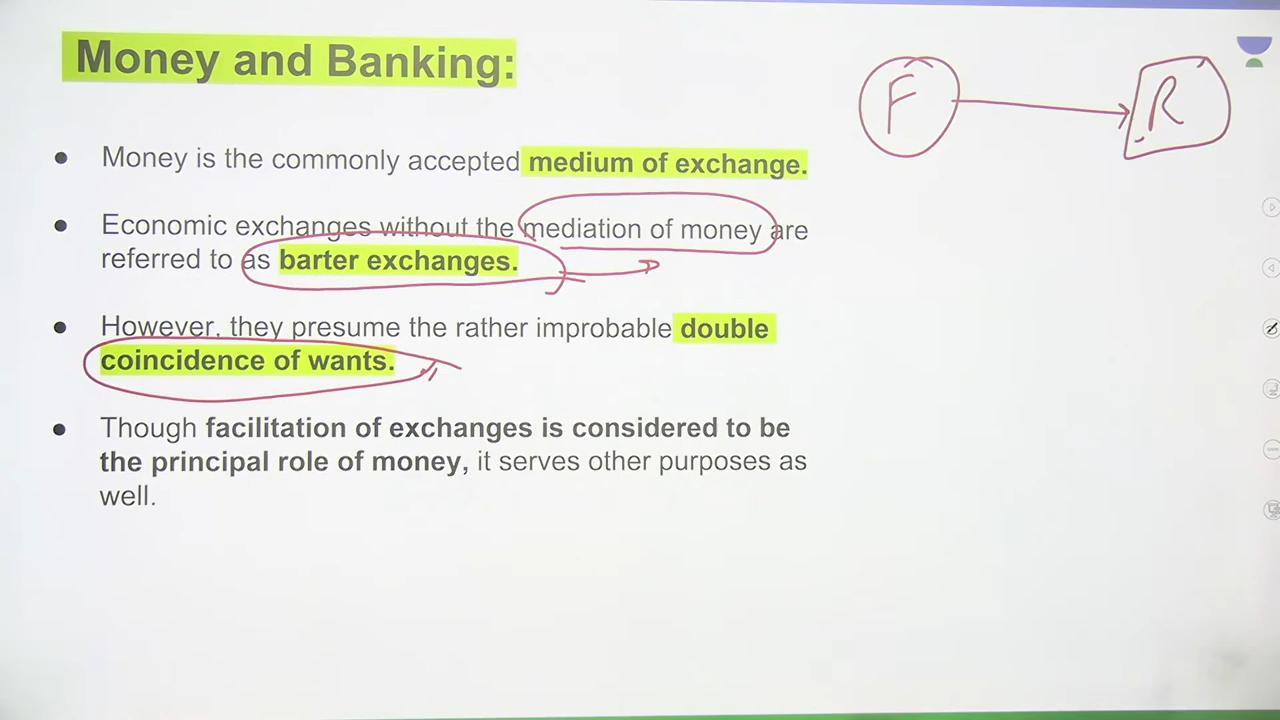 Money and Banking:
F
R
● Money is the commonly accepted medium of exchange.
● Economic exchanges without the mediation of money are
referred to as barter exchanges.
● However, they presume the rather improbable double
coincidence of wants.
● Though facilitation of exchanges is considered to be
the principal role of money, it serves other purposes as
well.